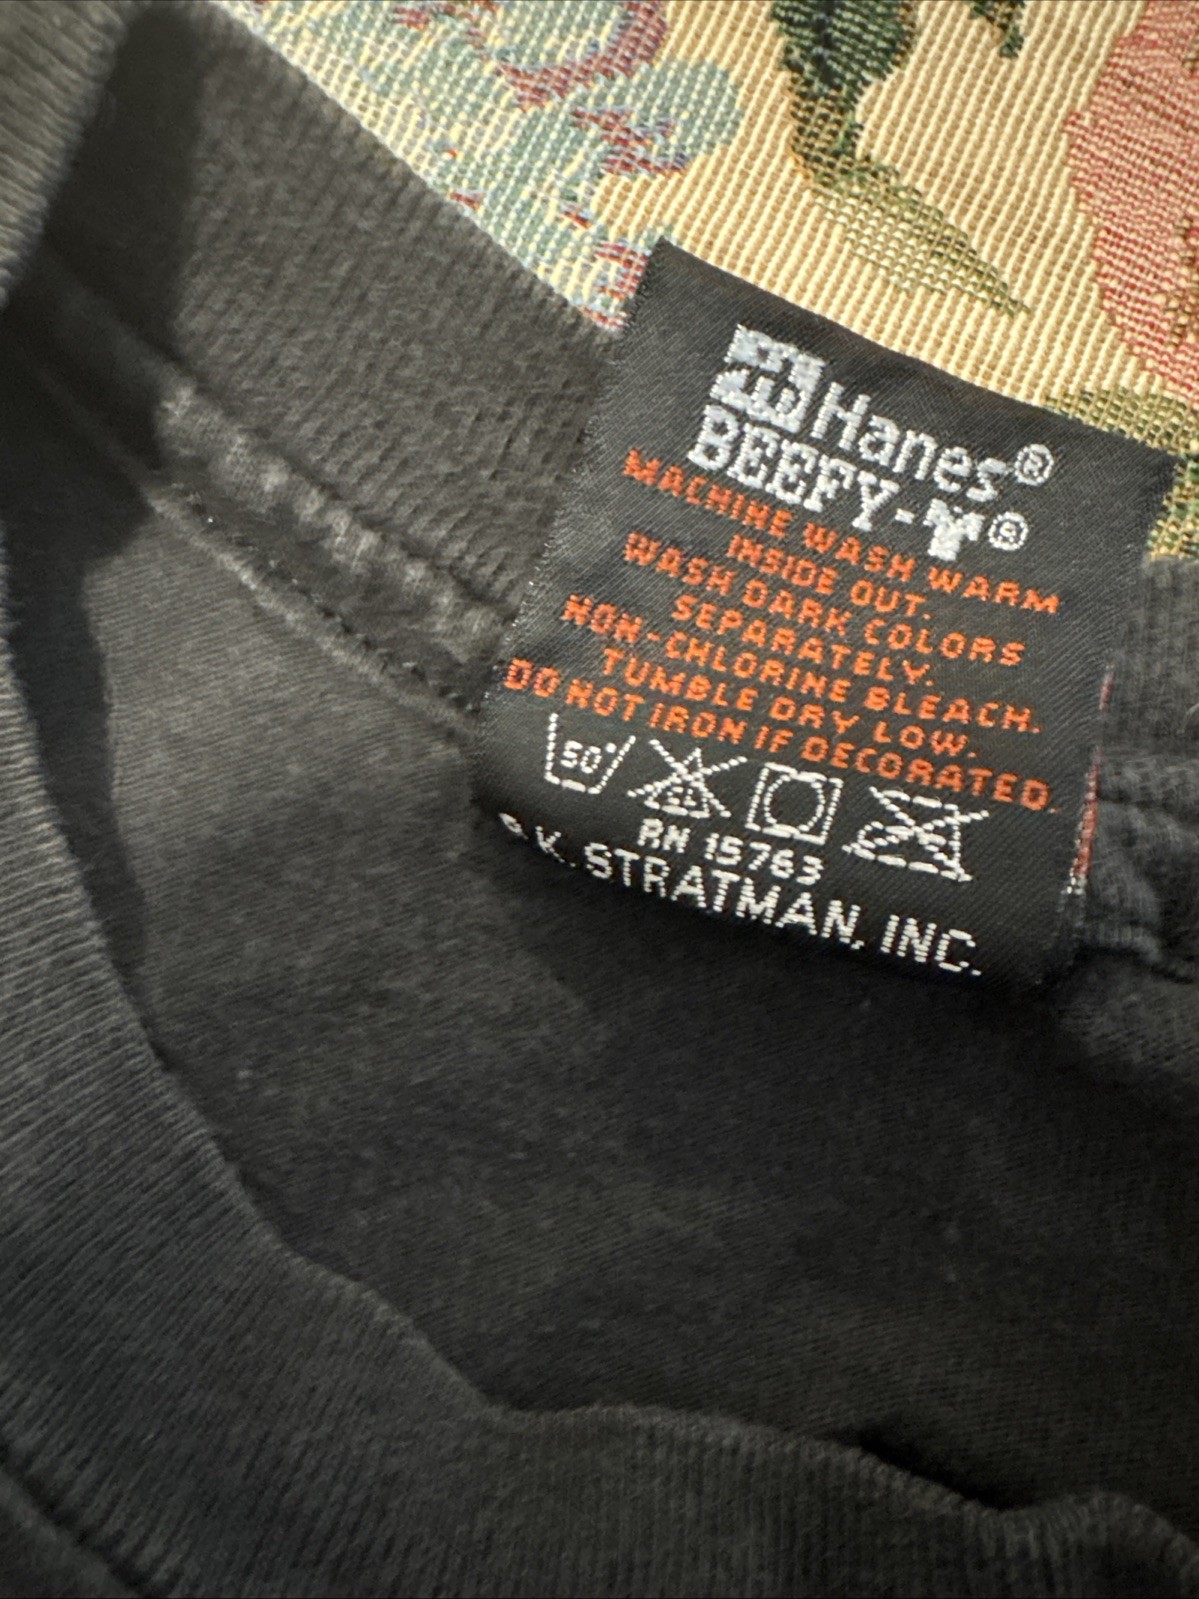 Hanes®
BEEFY-T®
MACHINE WASH WARM
INSIDE OUT.
WASH DARK COLORS
SEPARATELY.
NON-CHLORINE BLEACH.
TUMBLE DRY LOW.
DO NOT IRON IF DECORATED.
50° CL
RN 15763
K. STRATMAN, INC.